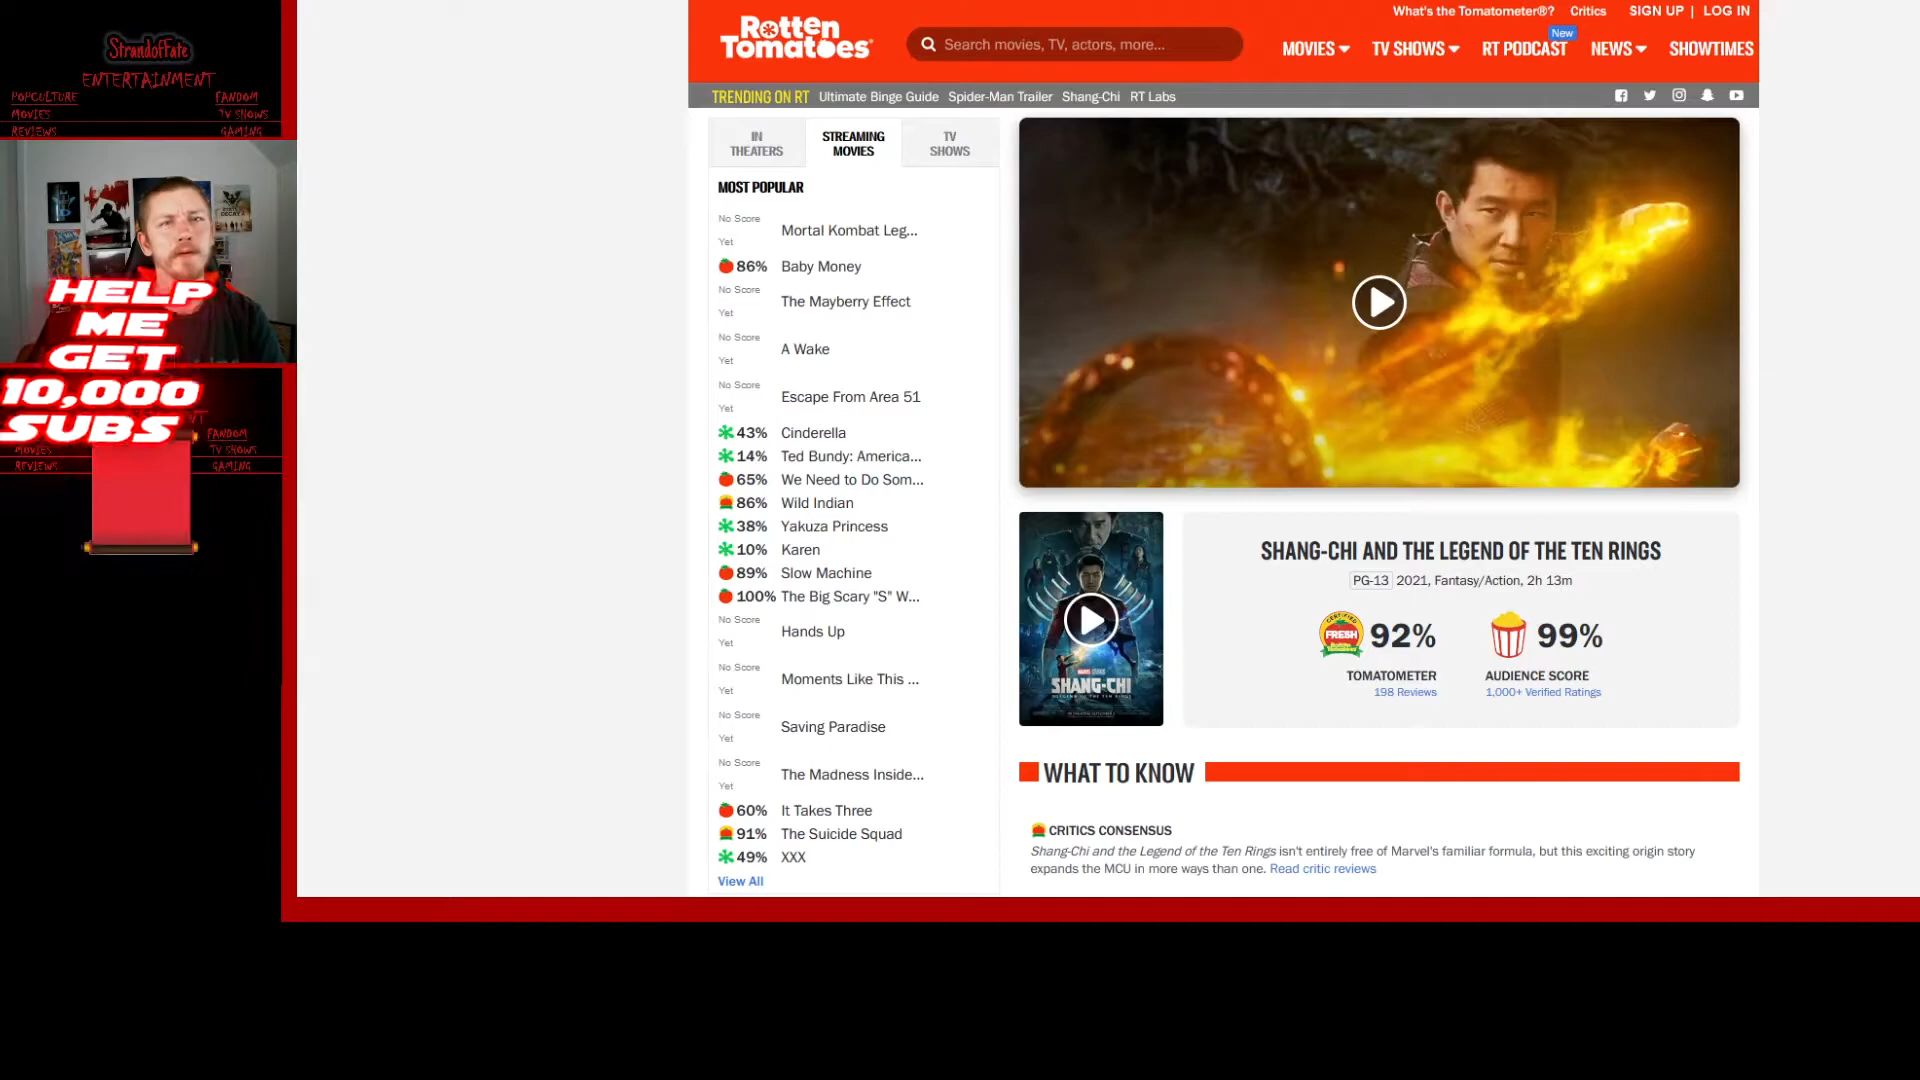 StrandofFate
ENTERTAINMENT
POPCULTURE
FANDOM
MOVIES
TV SHOWS
REVIEWS
GAMING
HELP
ME
GET
10,000
SUBS
FANDOM
MOVIES
TV SHOWS
REVIEWS
GAMING
What's the Tomatometer®? Critics SIGN UP | LOG IN
Rotten
Tomatoes
Search movies, TV, actors, more...
New
MOVIES TV SHOWS RT PODCAST NEWS SHOWTIMES
TRENDING ON RT Ultimate Binge Guide Spider-Man Trailer Shang-Chi RT Labs
IN THEATERS
STREAMING MOVIES
TV SHOWS
MOST POPULAR
No Score Yet Mortal Kombat Leg...
86% Baby Money
No Score Yet The Mayberry Effect
No Score Yet A Wake
No Score Yet Escape From Area 51
43% Cinderella
14% Ted Bundy: America...
65% We Need to Do Som...
86% Wild Indian
38% Yakuza Princess
10% Karen
89% Slow Machine
100% The Big Scary "S" W...
No Score Yet Hands Up
No Score Yet Moments Like This ...
No Score Yet Saving Paradise
No Score Yet The Madness Inside...
60% It Takes Three
91% The Suicide Squad
49% XXX
View All
SHANG-CHI
SHANG-CHI AND THE LEGEND OF THE TEN RINGS
PG-13 2021, Fantasy/Action, 2h 13m
CERTIFIED
FRESH
92%
99%
TOMATOMETER
AUDIENCE SCORE
198 Reviews
1,000+ Verified Ratings
WHAT TO KNOW
CRITICS CONSENSUS
Shang-Chi and the Legend of the Ten Rings isn't entirely free of Marvel's familiar formula, but this exciting origin story
expands the MCU in more ways than one. Read critic reviews